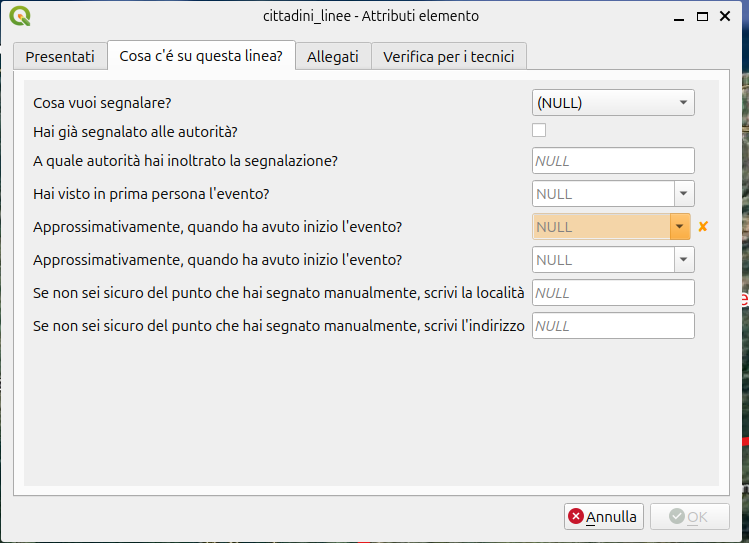 cittadini_linee - Attributi elemento
Presentati
Cosa c'é su questa linea?
Allegati
Verifica per i tecnici
Cosa vuoi segnalare?
(NULL)
Hai già segnalato alle autorità?
A quale autorità hai inoltrato la segnalazione?
NULL
Hai visto in prima persona l'evento?
NULL
Approssimativamente, quando ha avuto inizio l'evento?
NULL
Approssimativamente, quando ha avuto inizio l'evento?
NULL
Se non sei sicuro del punto che hai segnato manualmente, scrivi la località
NULL
Se non sei sicuro del punto che hai segnato manualmente, scrivi l'indirizzo
NULL
Annulla
OK